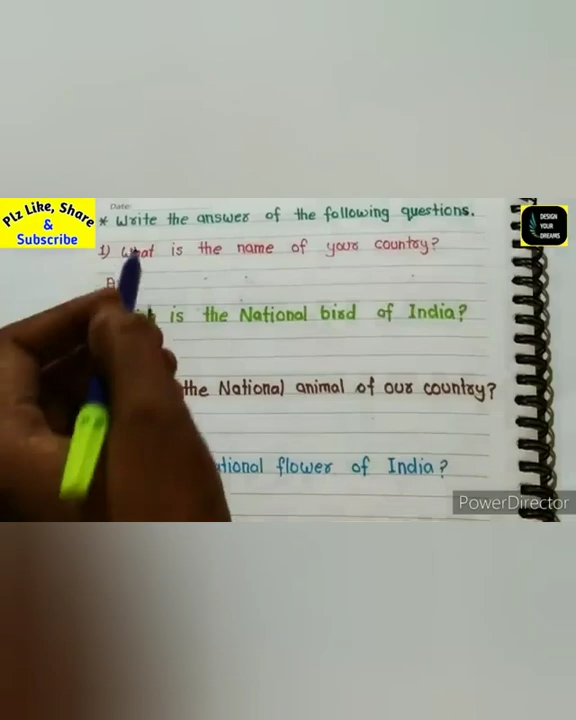 Plz Like, Share
&
Subscribe
DESIGN
YOUR
DREAMS
Date:
* Write the answer of the following questions.
1) What is the name of your country?
is the National bird of India?
the National animal of our country?
flower of India?
PowerDirector